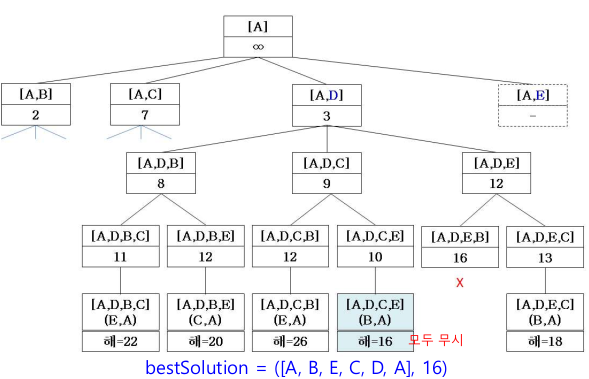 [A]
∞
[A,B] [A,C] [A,D] [A,E]
2 7 3 –
[A,D,B] [A,D,C] [A,D,E]
8 9 12
[A,D,B,C] [A,D,B,E] [A,D,C,B] [A,D,C,E] [A,D,E,B] [A,D,E,C]
11 12 12 10 16 13
X
[A,D,B,C] [A,D,B,E] [A,D,C,B] [A,D,C,E] [A,D,E,C]
(E,A) (C,A) (E,A) (B,A) (B,A)
해=22 해=20 해=26 해=16 모두 무시 해=18
bestSolution = ([A, B, E, C, D, A], 16)